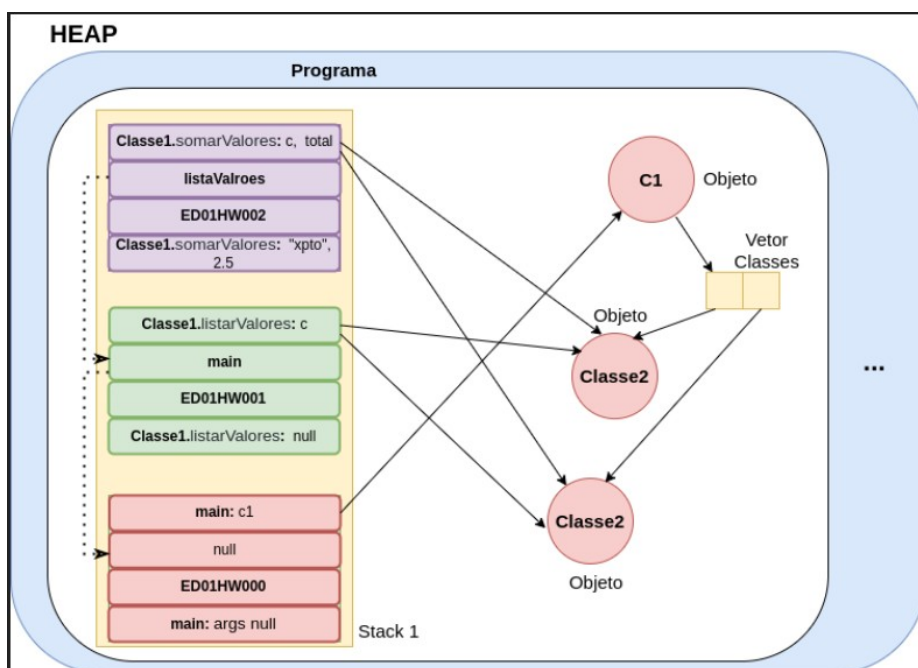 HEAP
Programa
Classe1.somarValores: c, total
listaValroes
ED01HW002
Classe1.somarValores: "xpto",
2.5
Classe1.listarValores: c
main
ED01HW001
Classe1.listarValores: null
main: c1
null
ED01HW000
main: args null
Stack 1
C1
Objeto
Vetor
Classes
Objeto
Classe2
Classe2
Objeto
...